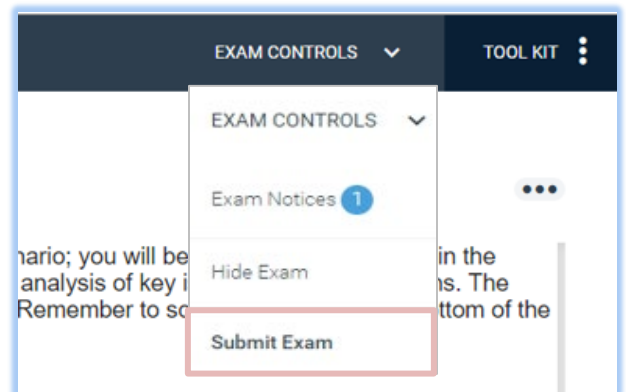 EXAM CONTROLS TOOL KIT
EXAM CONTROLS
Exam Notices 1
nario; you will be in the
Hide Exam
analysis of key i ns. The
Remember to sc ttom of the
Submit Exam